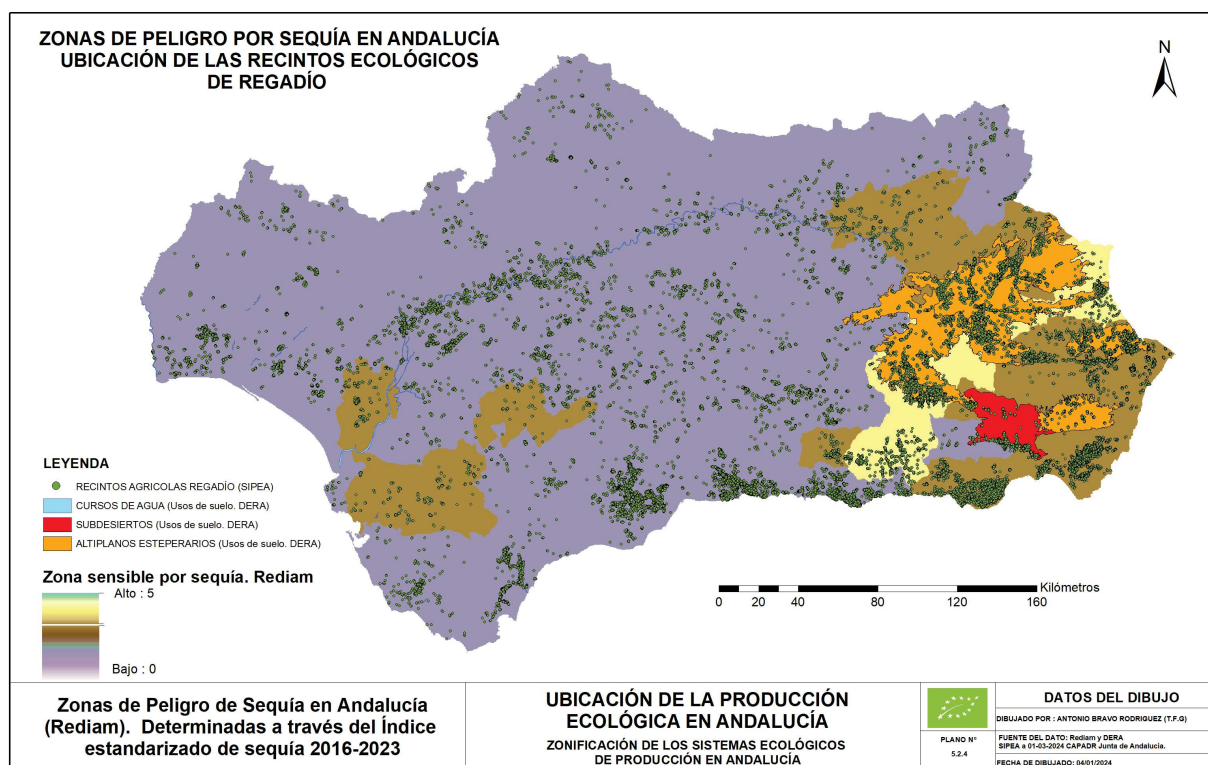 ZONAS DE PELIGRO POR SEQUÍA EN ANDALUCÍA
UBICACIÓN DE LAS RECINTOS ECOLÓGICOS
DE REGADÍO
N
LEYENDA
RECINTOS AGRICOLAS REGADÍO (SIPEA)
CURSOS DE AGUA (Usos de suelo. DERA)
SUBDESIERTOS (Usos de suelo. DERA)
ALTIPLANOS ESTEPERARIOS (Usos de suelo. DERA)
Zona sensible por sequía. Rediam
Alto : 5
Bajo : 0
Kilómetros
0 20 40 80 120 160
Zonas de Peligro de Sequía en Andalucía
(Rediam). Determinadas a través del Índice
estandarizado de sequía 2016-2023
UBICACIÓN DE LA PRODUCCIÓN
ECOLÓGICA EN ANDALUCÍA
ZONIFICACIÓN DE LOS SISTEMAS ECOLÓGICOS
DE PRODUCCIÓN EN ANDALUCÍA
PLANO Nº
5.2.4
DATOS DEL DIBUJO
DIBUJADO POR : ANTONIO BRAVO RODRIGUEZ (T.F.G)
FUENTE DEL DATO: Rediam y DERA
SIPEA a 01-03-2024 CAPADR Junta de Andalucía.
FECHA DE DIBUJADO: 04/01/2024